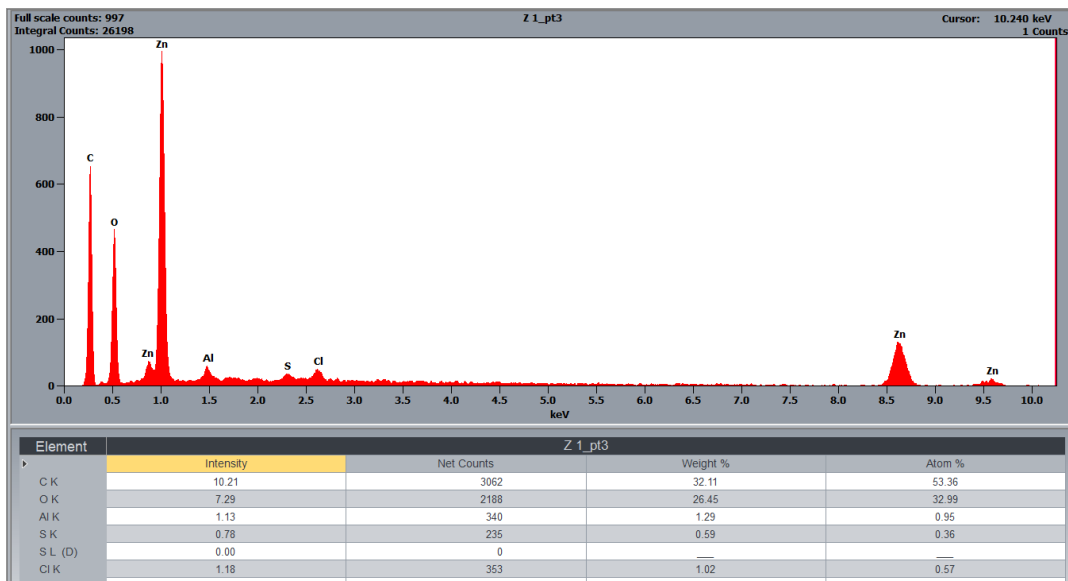 Full scale counts: 997 Z 1_pt3 Cursor: 10.240 keV
Integral Counts: 26198 1 Counts
Zn
1000
800
C
600
O
400
200
Zn Al S Cl Zn Zn
0
0.0 0.5 1.0 1.5 2.0 2.5 3.0 3.5 4.0 4.5 5.0 5.5 6.0 6.5 7.0 7.5 8.0 8.5 9.0 9.5 10.0
keV
Element Z 1_pt3
Intensity Net Counts Weight % Atom %
C K 10.21 3062 32.11 53.36
O K 7.29 2188 26.45 32.99
Al K 1.13 340 1.29 0.95
S K 0.78 235 0.59 0.36
S L (D) 0.00 0 ___ ___
Cl K 1.18 353 1.02 0.57